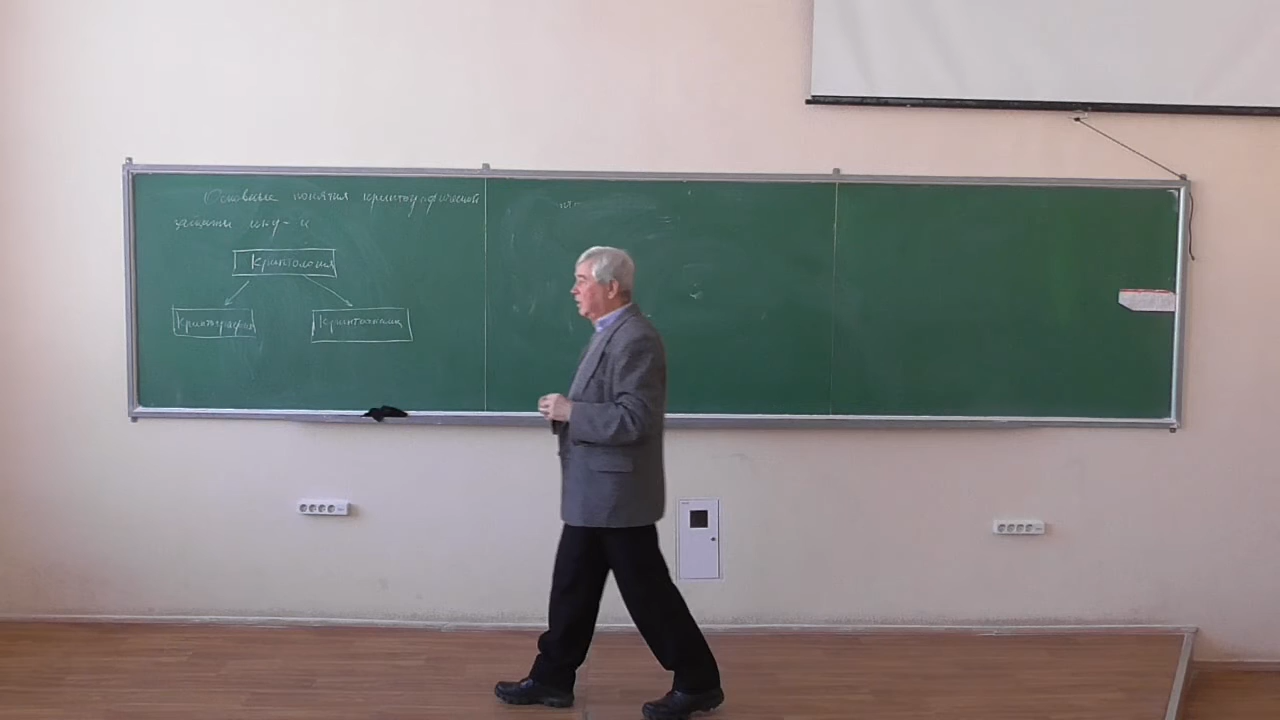 Основные понятия криптографической
защиты инф-и
Криптология
Криптография
Криптоанализ